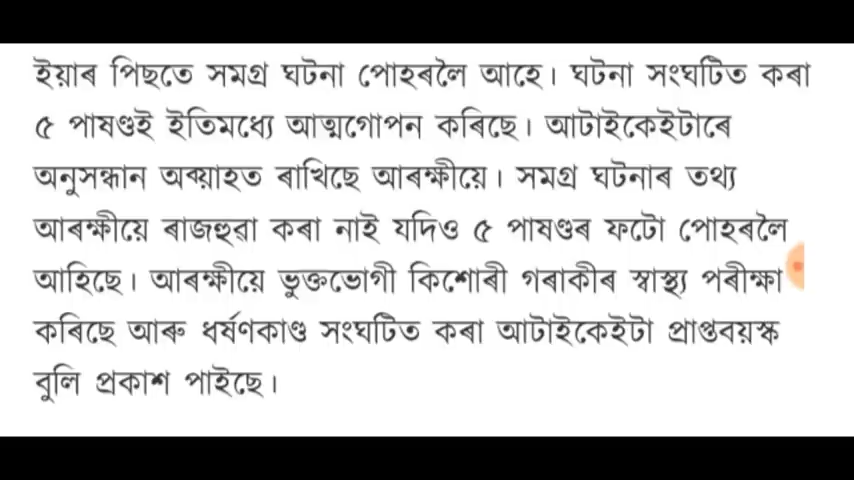 ইয়াৰ পিছতে সমগ্ৰ ঘটনা পোহৰলৈ আহে। ঘটনা সংঘটিত কৰা
৫ পাষণ্ডই ইতিমধ্যে আত্মগোপন কৰিছে। আটাইকেইটাৰে
অনুসন্ধান অব্য়াহত ৰাখিছে আৰক্ষীয়ে। সমগ্ৰ ঘটনাৰ তথ্য
আৰক্ষীয়ে ৰাজহুৱা কৰা নাই যদিও ৫ পাষণ্ডৰ ফটো পোহৰলৈ
আহিছে। আৰক্ষীয়ে ভুক্তভোগী কিশোৰী গৰাকীৰ স্বাস্থ্য পৰীক্ষা
কৰিছে আৰু ধৰ্ষণকাণ্ড সংঘটিত কৰা আটাইকেইটা প্ৰাপ্তবয়স্ক
বুলি প্ৰকাশ পাইছে।